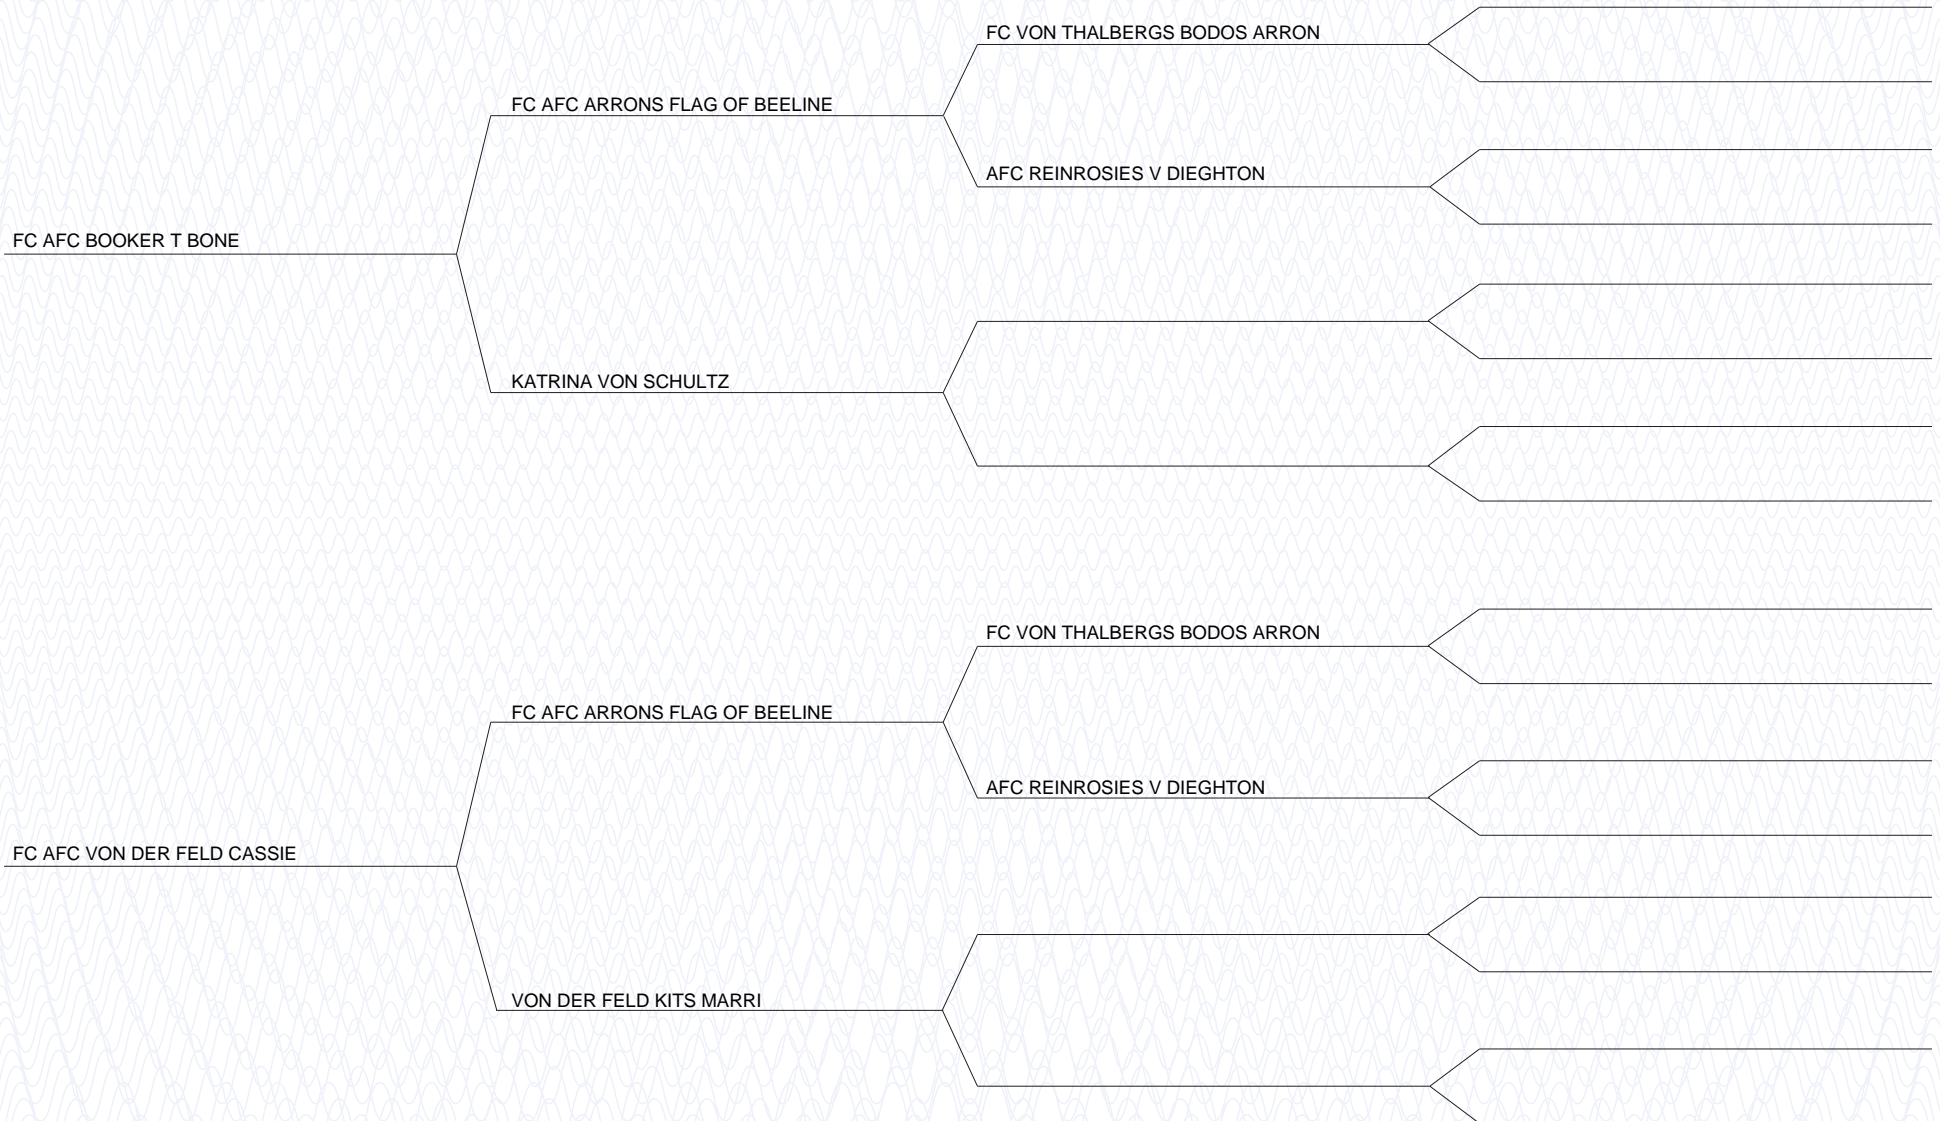 FC VON THALBERGS BODOS ARRON
FC AFC ARRONS FLAG OF BEELINE
AFC REINROSIES V DIEGHTON
FC AFC BOOKER T BONE
KATRINA VON SCHULTZ
FC VON THALBERGS BODOS ARRON
FC AFC ARRONS FLAG OF BEELINE
AFC REINROSIES V DIEGHTON
FC AFC VON DER FELD CASSIE
VON DER FELD KITS MARRI